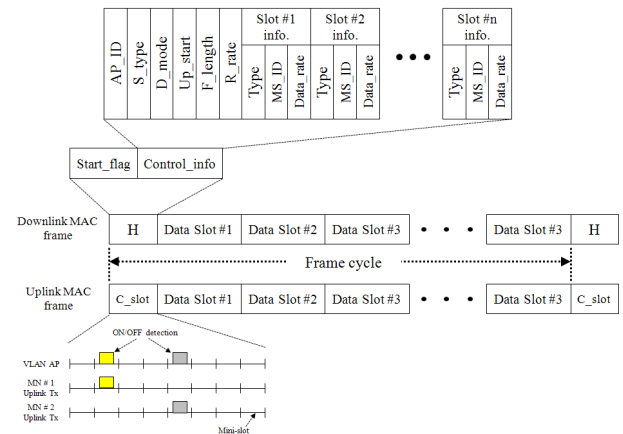 AP_ID
S_type
D_mode
Up_start
F_length
R_rate
Slot #1 info.
Type
MS_ID
Data_rate
Slot #2 info.
Type
MS_ID
Data_rate
● ● ●
Slot #n info.
Type
MS_ID
Data_rate
Start_flag
Control_info
Downlink MAC frame
H
Data Slot #1
Data Slot #2
Data Slot #3
• • •
Data Slot #3
H
Frame cycle
Uplink MAC frame
C_slot
Data Slot #1
Data Slot #2
Data Slot #3
• • •
Data Slot #3
C_slot
ON/OFF detection
VLAN AP
MN # 1
Uplink Tx
MN # 2
Uplink Tx
Mini-slot